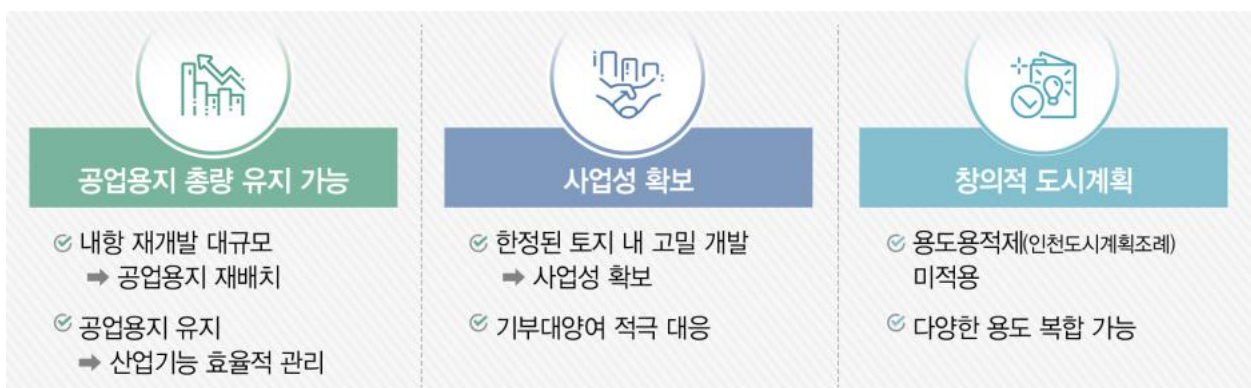 공업용지 총량 유지 가능
내항 재개발 대규모
➡ 공업용지 재배치
공업용지 유지
➡ 산업기능 효율적 관리
사업성 확보
한정된 토지 내 고밀 개발
➡ 사업성 확보
기부대양여 적극 대응
창의적 도시계획
용도용적제(인천도시계획조례)
미적용
다양한 용도 복합 가능